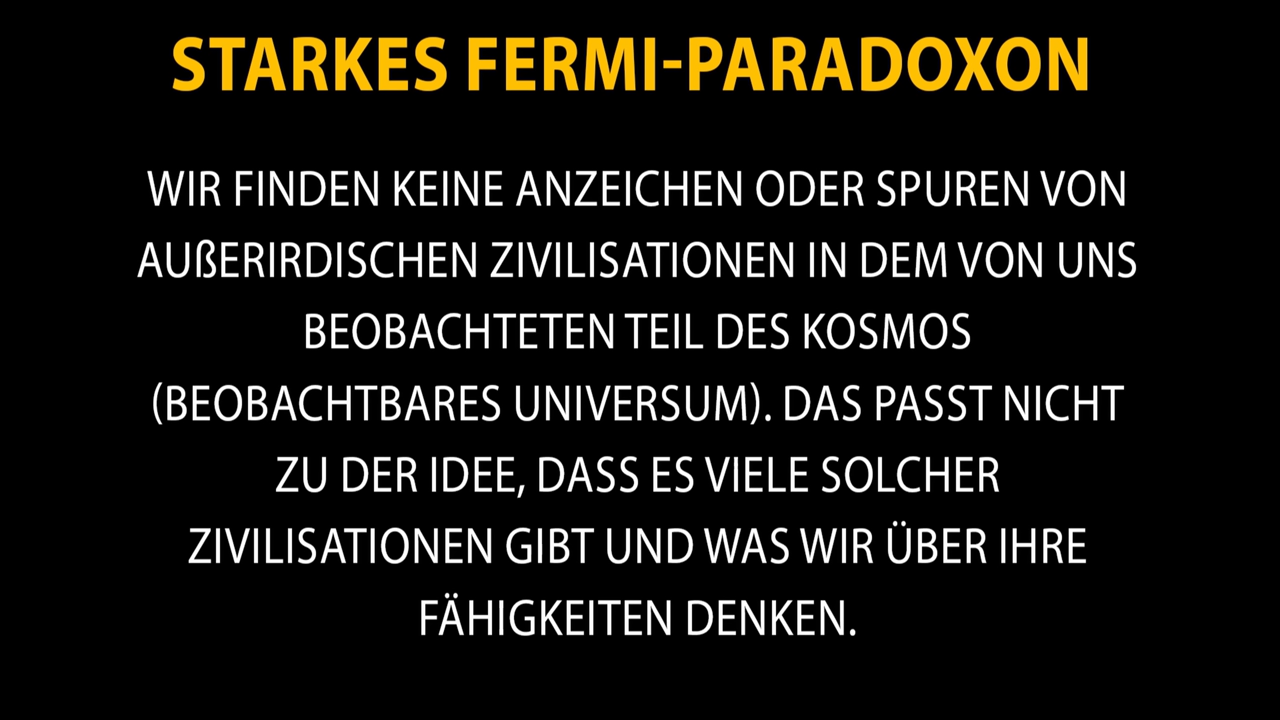 STARKES FERMI-PARADOXON
WIR FINDEN KEINE ANZEICHEN ODER SPUREN VON
AUßERIRDISCHEN ZIVILISATIONEN IN DEM VON UNS
BEOBACHTETEN TEIL DES KOSMOS
(BEOBACHTBARES UNIVERSUM). DAS PASST NICHT
ZU DER IDEE, DASS ES VIELE SOLCHER
ZIVILISATIONEN GIBT UND WAS WIR ÜBER IHRE
FÄHIGKEITEN DENKEN.